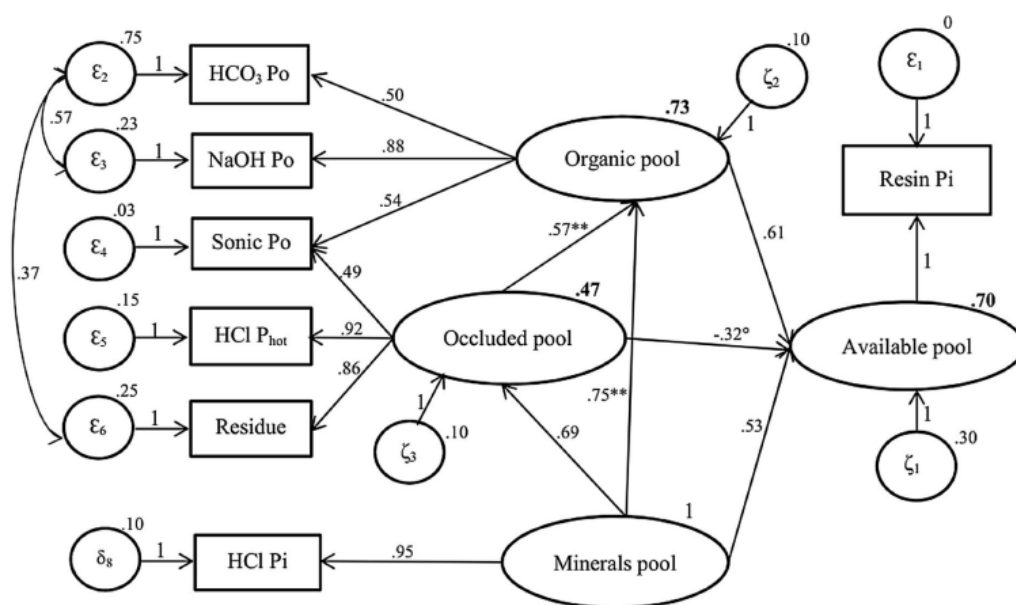 .75
ε₂
1
HCO₃ Po
.50
.57
.23
ε₃
1
NaOH Po
.88
.03
ε₄
1
Sonic Po
.54
.37
.49
.15
ε₅
1
HCl P_hot
.92
.25
ε₆
1
Residue
.86
.10
δ₈
1
HCl Pi
.95
.10
ζ₂
1
.73
Organic pool
.57**
.61
.47
Occluded pool
-.32°
1
.10
ζ₃
.69
.75**
.53
1
Minerals pool
0
ε₁
1
Resin Pi
1
.70
Available pool
1
.30
ζ₁